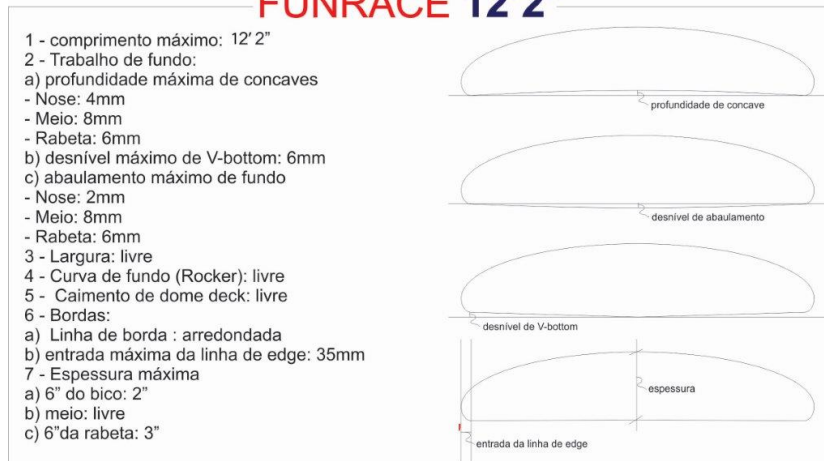 FUNRACE 12'2"
1 - comprimento máximo: 12' 2"
2 - Trabalho de fundo:
a) profundidade máxima de concaves
- Nose: 4mm
- Meio: 8mm
- Rabeta: 6mm
b) desnível máximo de V-bottom: 6mm
c) abaulamento máximo de fundo
- Nose: 2mm
- Meio: 8mm
- Rabeta: 6mm
3 - Largura: livre
4 - Curva de fundo (Rocker): livre
5 - Caimento de dome deck: livre
6 - Bordas:
a) Linha de borda : arredondada
b) entrada máxima da linha de edge: 35mm
7 - Espessura máxima
a) 6" do bico: 2"
b) meio: livre
c) 6"da rabeta: 3"
profundidade de concave
desnível de abaulamento
desnível de V-bottom
espessura
entrada da linha de edge